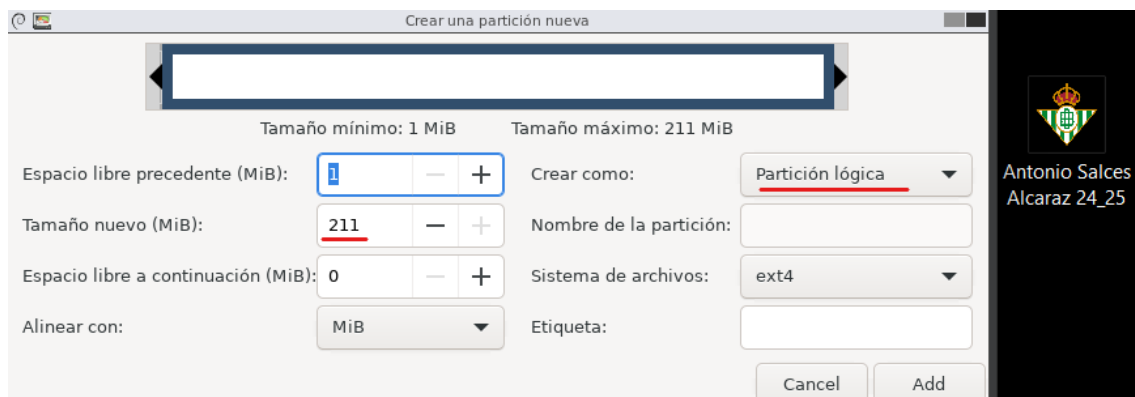 Crear una partición nueva
Tamaño mínimo: 1 MiB Tamaño máximo: 211 MiB
Espacio libre precedente (MiB): 1 Crear como: Partición lógica
Tamaño nuevo (MiB): 211 Nombre de la partición:
Espacio libre a continuación (MiB): 0 Sistema de archivos: ext4
Alinear con: MiB Etiqueta:
Cancel Add
Antonio Salces
Alcaraz 24_25